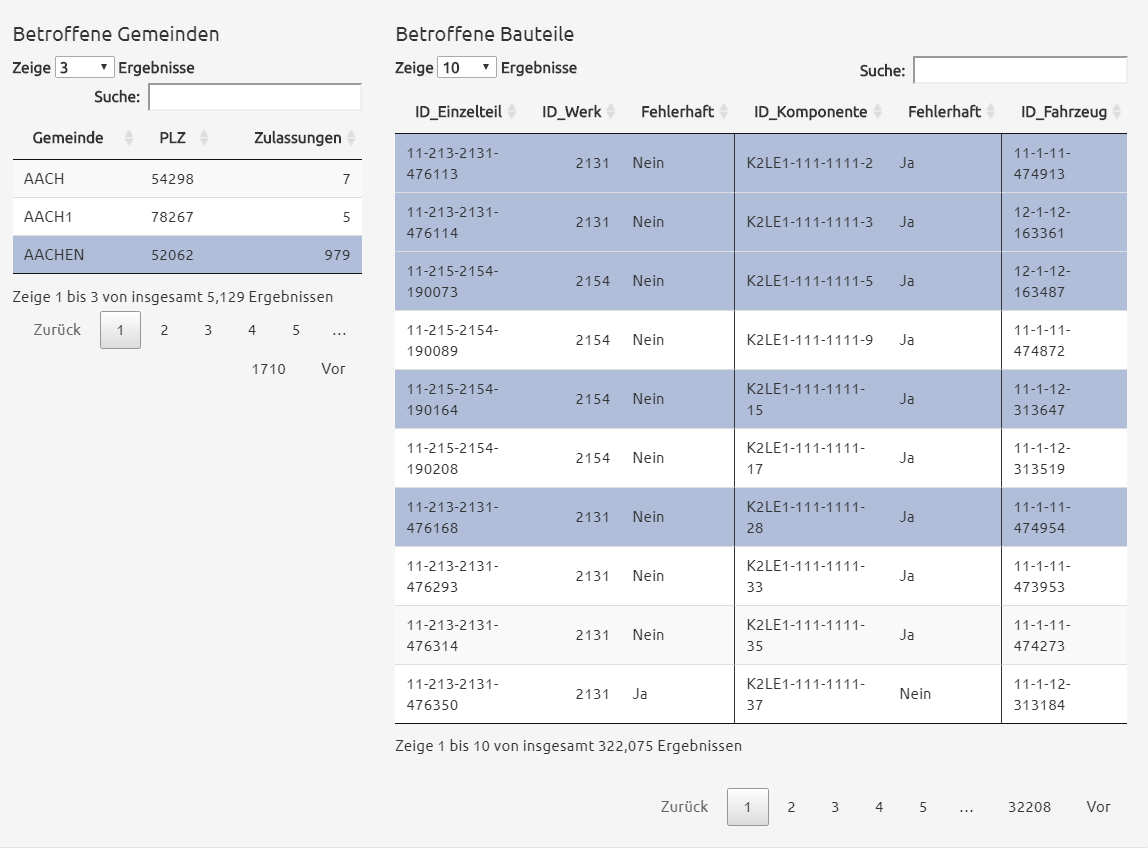 Betroffene Gemeinden
Zeige 3 Ergebnisse
Suche:
Gemeinde PLZ Zulassungen
AACH 54298 7
AACH1 78267 5
AACHEN 52062 979
Zeige 1 bis 3 von insgesamt 5,129 Ergebnissen
Zurück 1 2 3 4 5 …
1710 Vor
Betroffene Bauteile
Zeige 10 Ergebnisse
Suche:
ID_Einzelteil ID_Werk Fehlerhaft ID_Komponente Fehlerhaft ID_Fahrzeug
11-213-2131- 2131 Nein K2LE1-111-1111-2 Ja 11-1-11-
476113 474913
11-213-2131- 2131 Nein K2LE1-111-1111-3 Ja 12-1-12-
476114 163361
11-215-2154- 2154 Nein K2LE1-111-1111-5 Ja 12-1-12-
190073 163487
11-215-2154- 2154 Nein K2LE1-111-1111-9 Ja 11-1-11-
190089 474872
11-215-2154- 2154 Nein K2LE1-111-1111- Ja 11-1-12-
190164 15 313647
11-215-2154- 2154 Nein K2LE1-111-1111- Ja 11-1-12-
190208 17 313519
11-213-2131- 2131 Nein K2LE1-111-1111- Ja 11-1-11-
476168 28 474954
11-213-2131- 2131 Nein K2LE1-111-1111- Ja 11-1-11-
476293 33 473953
11-213-2131- 2131 Nein K2LE1-111-1111- Ja 11-1-11-
476314 35 474273
11-213-2131- 2131 Ja K2LE1-111-1111- Nein 11-1-12-
476350 37 313184
Zeige 1 bis 10 von insgesamt 322,075 Ergebnissen
Zurück 1 2 3 4 5 … 32208 Vor